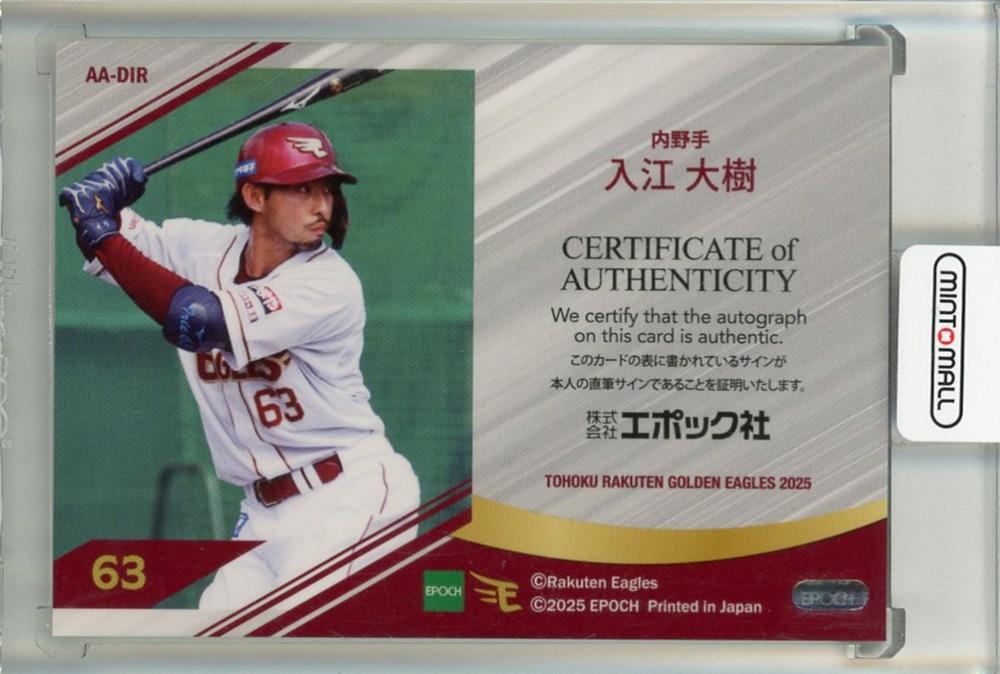 AA-DIR
内野手
入江 大樹
CERTIFICATE of
AUTHENTICITY
We certify that the autograph
on this card is authentic.
このカードの表に書かれているサインが
本人の直筆サインであることを証明いたします。
株式会社 エポック社
TOHOKU RAKUTEN GOLDEN EAGLES 2025
EAGLES
63
63
EPOCH
©Rakuten Eagles
©2025 EPOCH Printed in Japan
EPOCH
MINT MALL